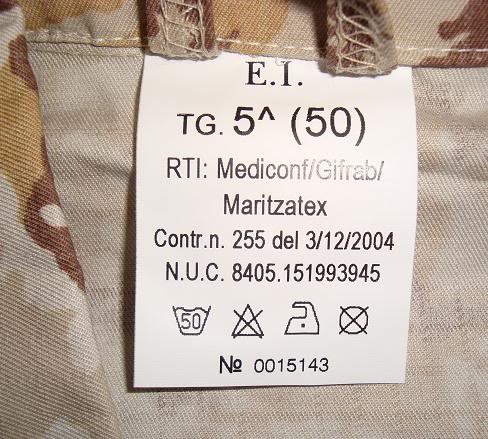 E.I.
TG. 5^ (50)
RTI: Mediconf/Gifrab/
Maritzatex
Contr.n. 255 del 3/12/2004
N.U.C. 8405.151993945
50
№ 0015143